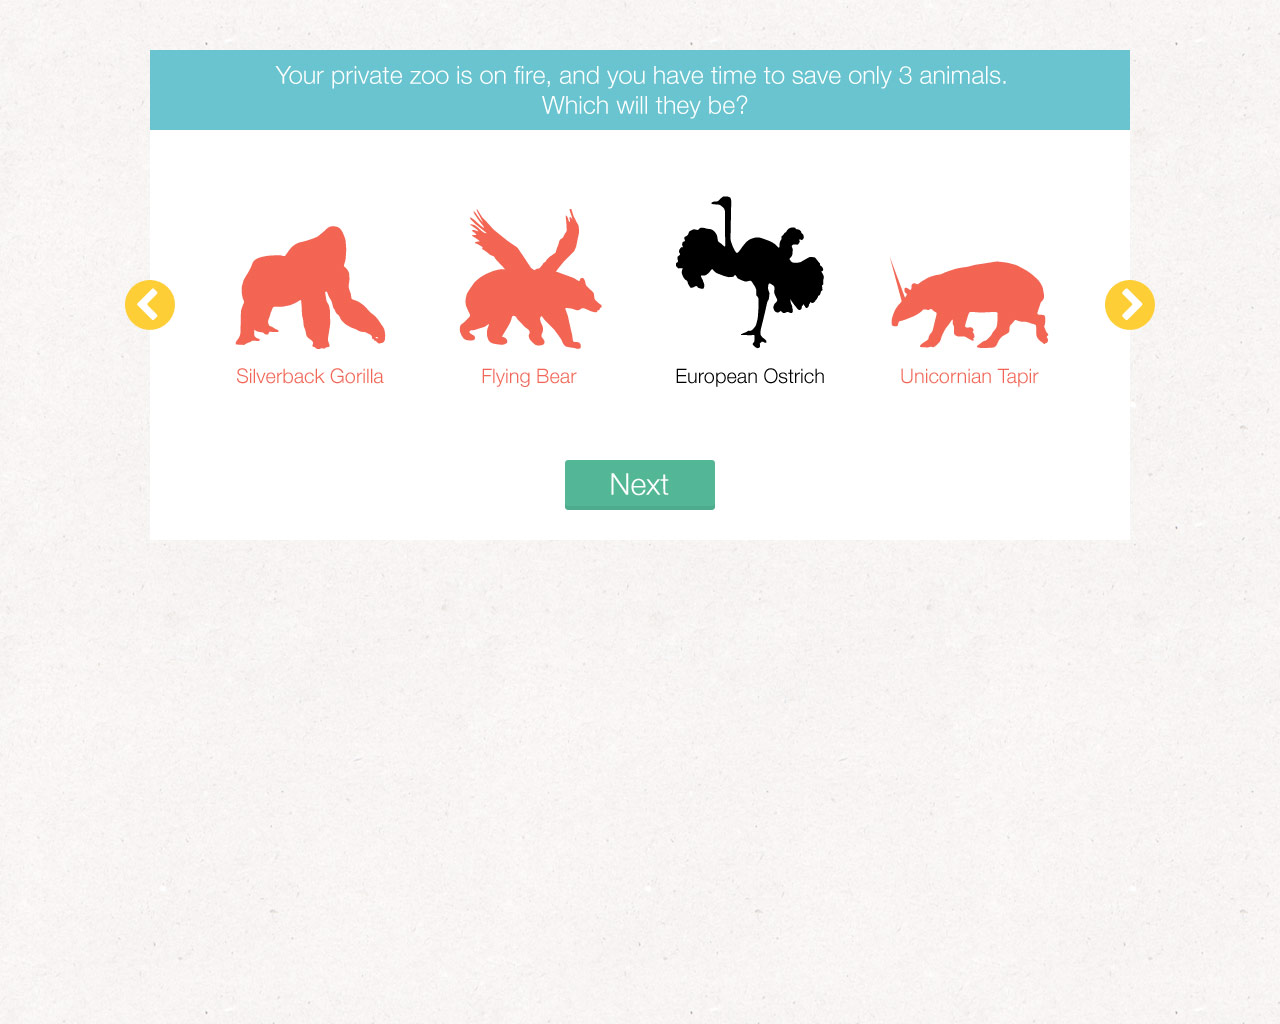 Your private zoo is on fire, and you have time to save only 3 animals.
Which will they be?
Silverback Gorilla
Flying Bear
European Ostrich
Unicornian Tapir
Next